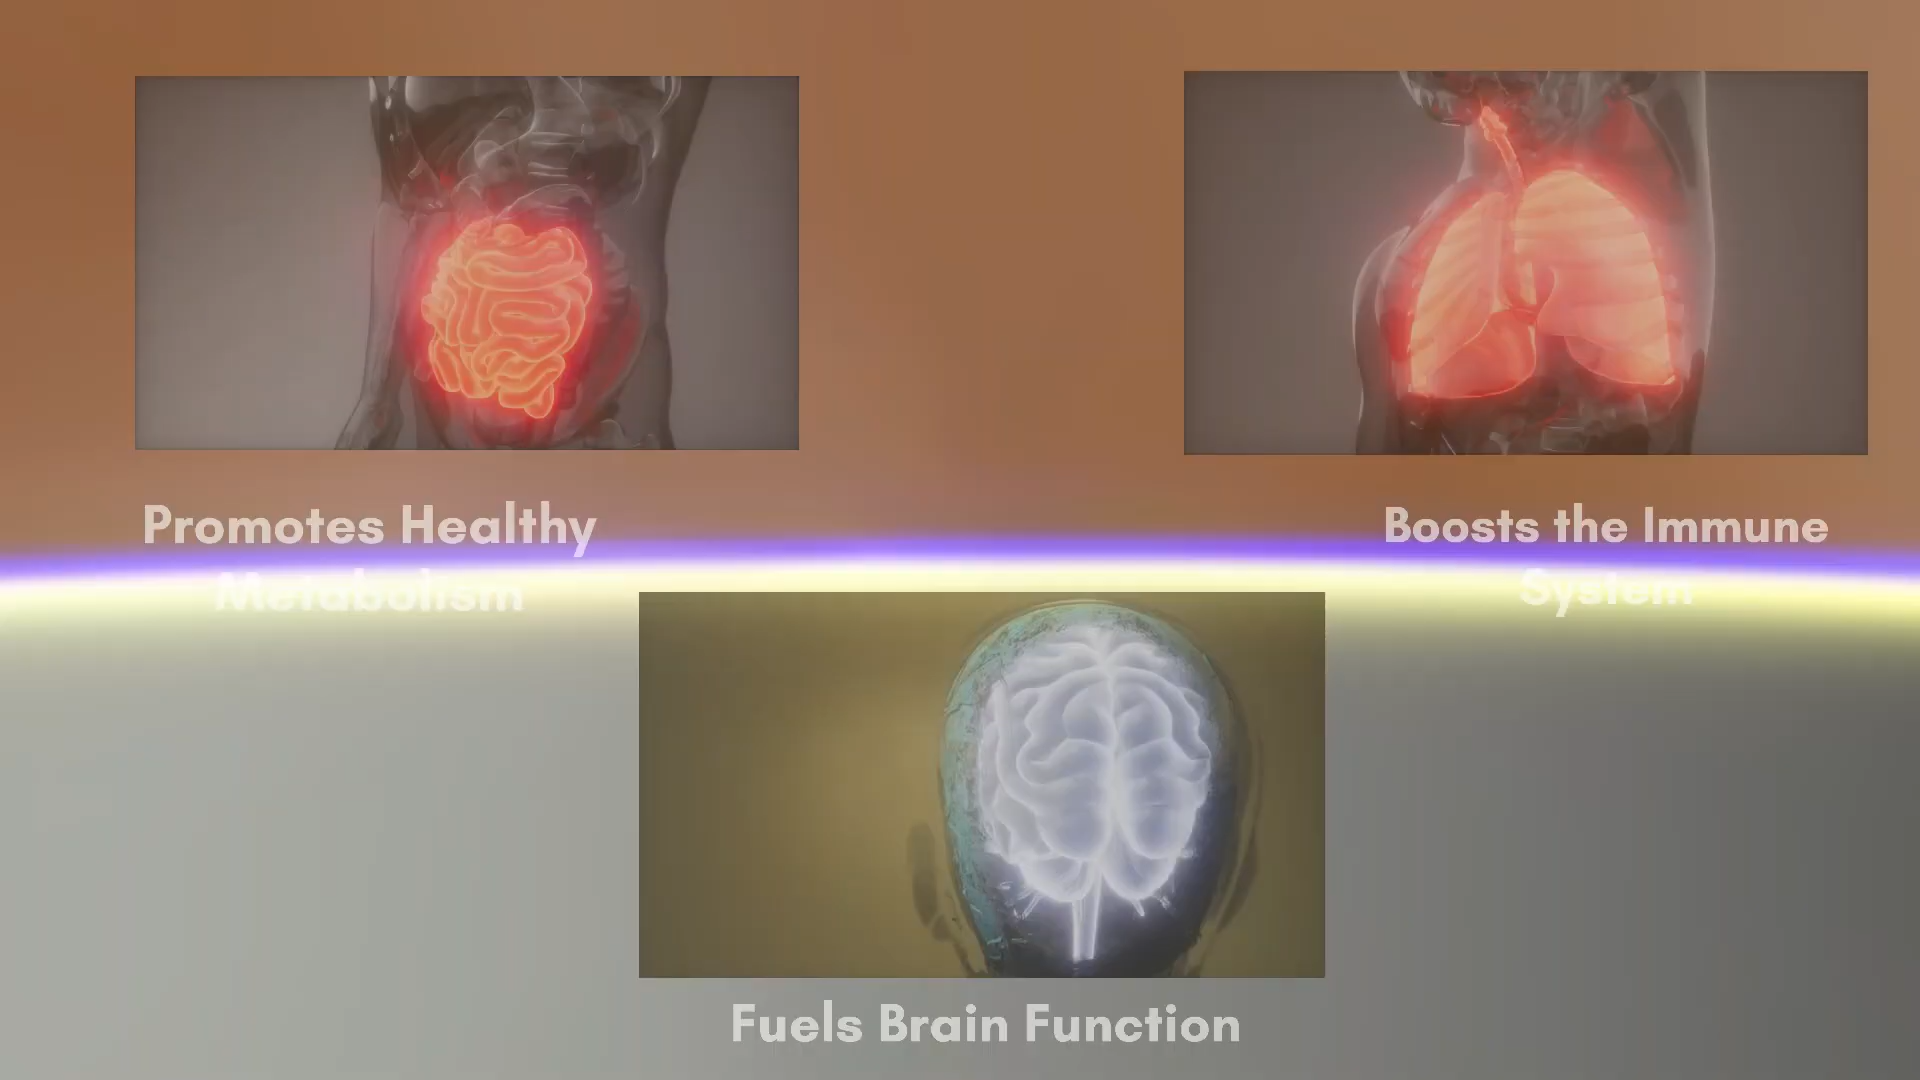 Promotes Healthy
Metabolism
Boosts the Immune
System
Fuels Brain Function